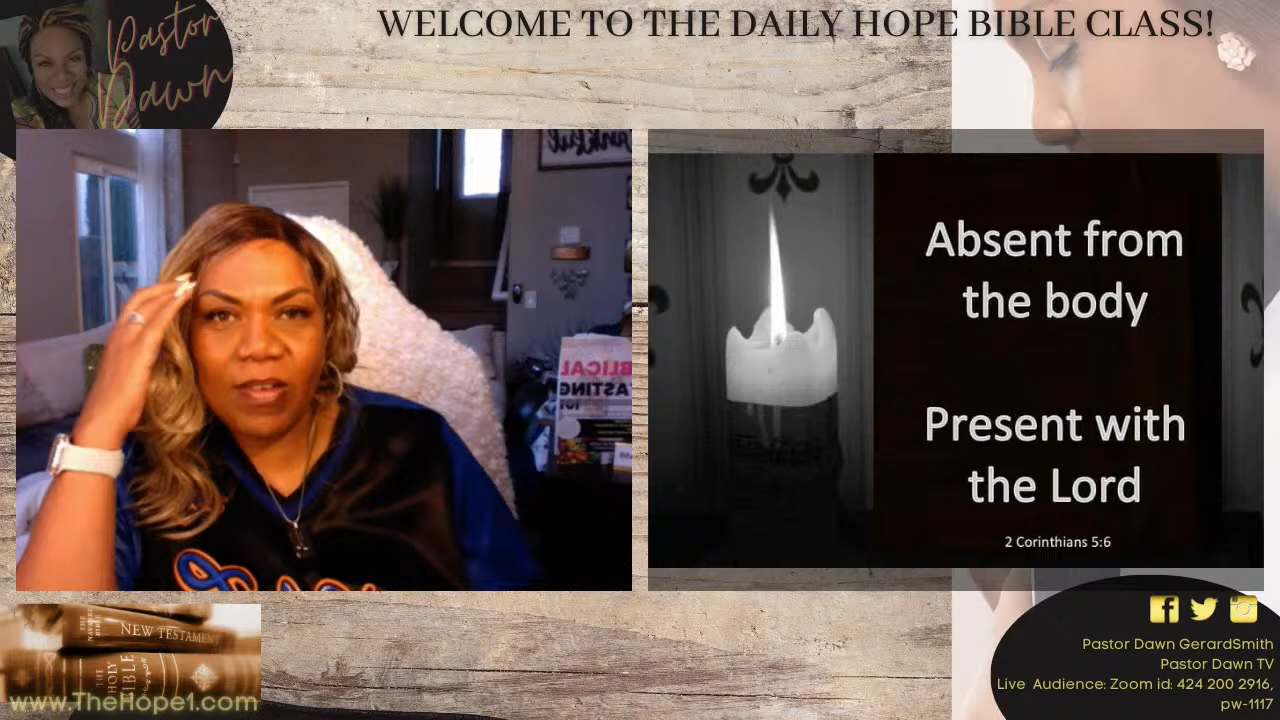 Pastor
Dawn
WELCOME TO THE DAILY HOPE BIBLE CLASS!
Absent from
the body
Present with
the Lord
2 Corinthians 5:6
NEW TESTAMENT
THE
HOLY
BIBLE
www.TheHope1.com
Pastor Dawn GerardSmith
Pastor Dawn TV
Live Audience: Zoom id: 424 200 2916,
pw-1117